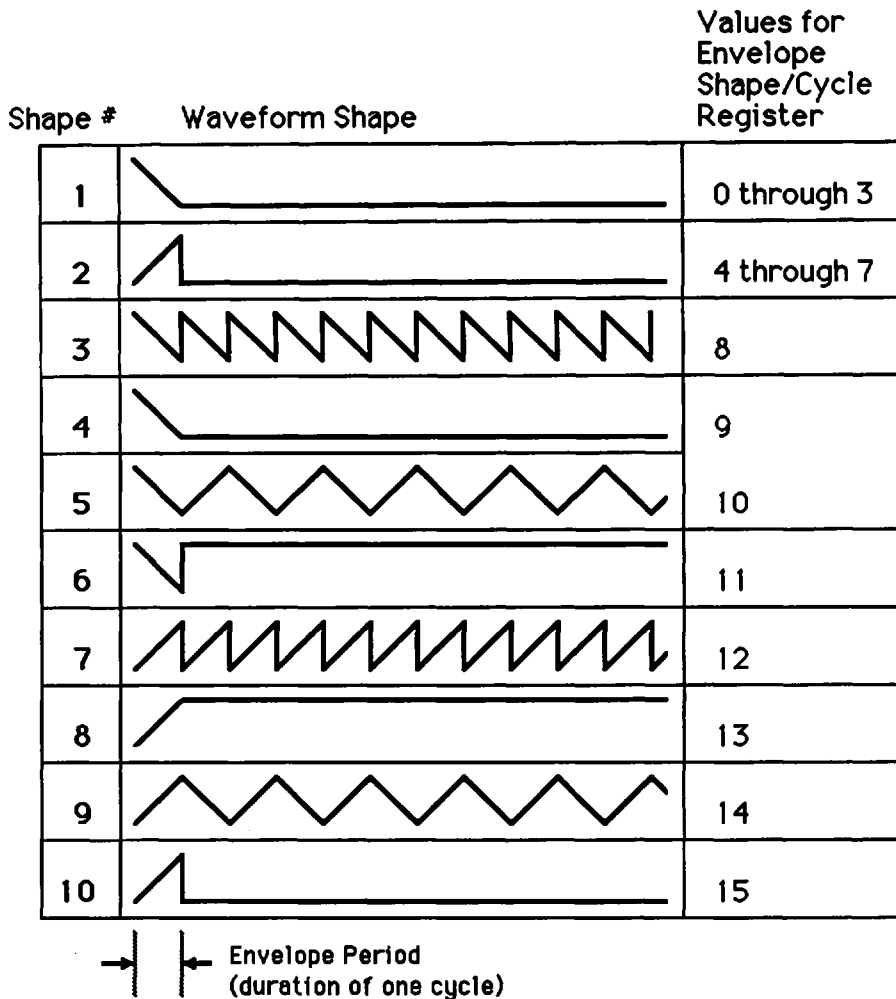 Values for
Envelope
Shape/Cycle
Shape # Waveform Shape Register
1 0 through 3
2 4 through 7
3 8
4 9
5 10
6 11
7 12
8 13
9 14
10 15
Envelope Period
(duration of one cycle)